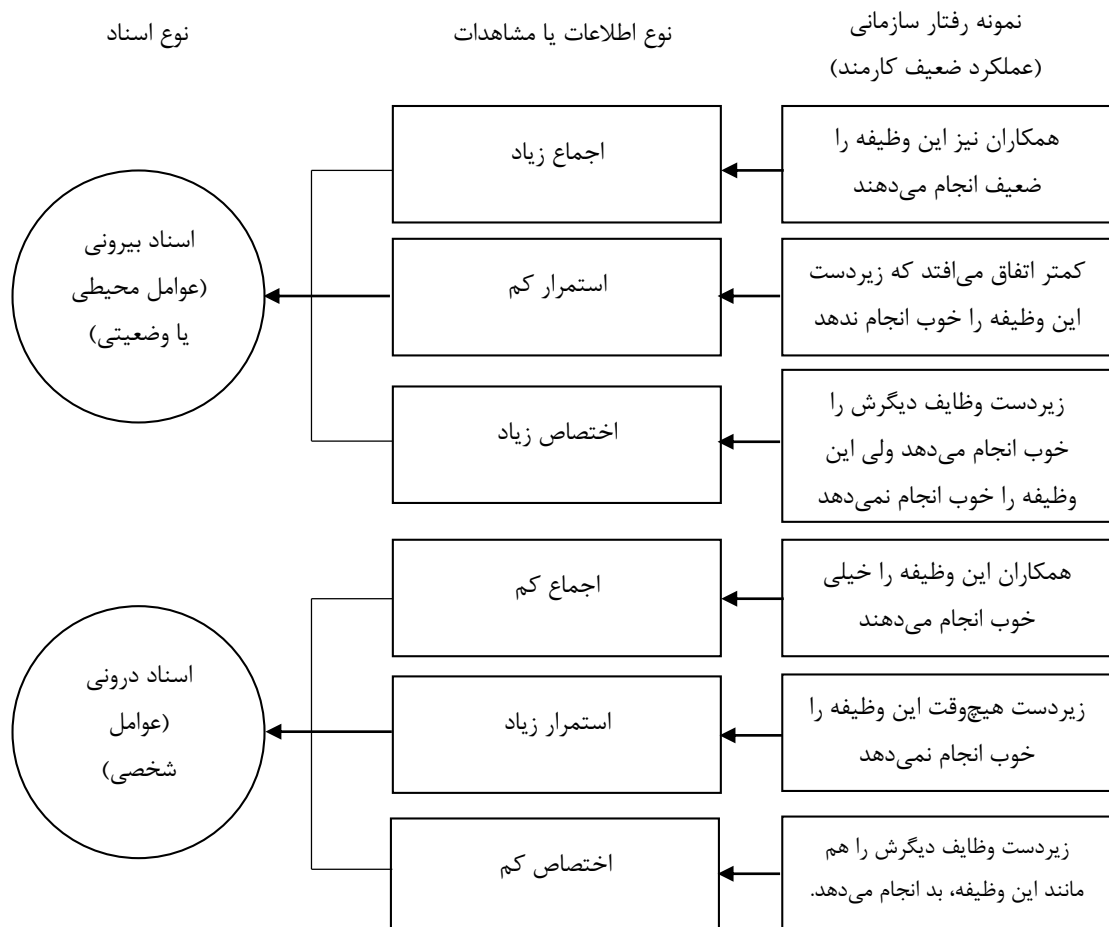 نمونه رفتار سازمانی
(عملکرد ضعیف کارمند)
نوع اطلاعات یا مشاهدات
نوع اسناد
همکاران نیز این وظیفه را
ضعیف انجام می‌دهند
اجماع زیاد
کمتر اتفاق می‌افتد که زیردست
این وظیفه را خوب انجام ندهد
استمرار کم
زیردست وظایف دیگرش را
خوب انجام می‌دهد ولی این
وظیفه را خوب انجام نمی‌دهد
اختصاص زیاد
اسناد بیرونی
(عوامل محیطی
یا وضعیتی)
همکاران این وظیفه را خیلی
خوب انجام می‌دهند
اجماع کم
زیردست هیچ‌وقت این وظیفه را
خوب انجام نمی‌دهد
استمرار زیاد
زیردست وظایف دیگرش را هم
مانند این وظیفه، بد انجام می‌دهد.
اختصاص کم
اسناد درونی
(عوامل
شخصی)